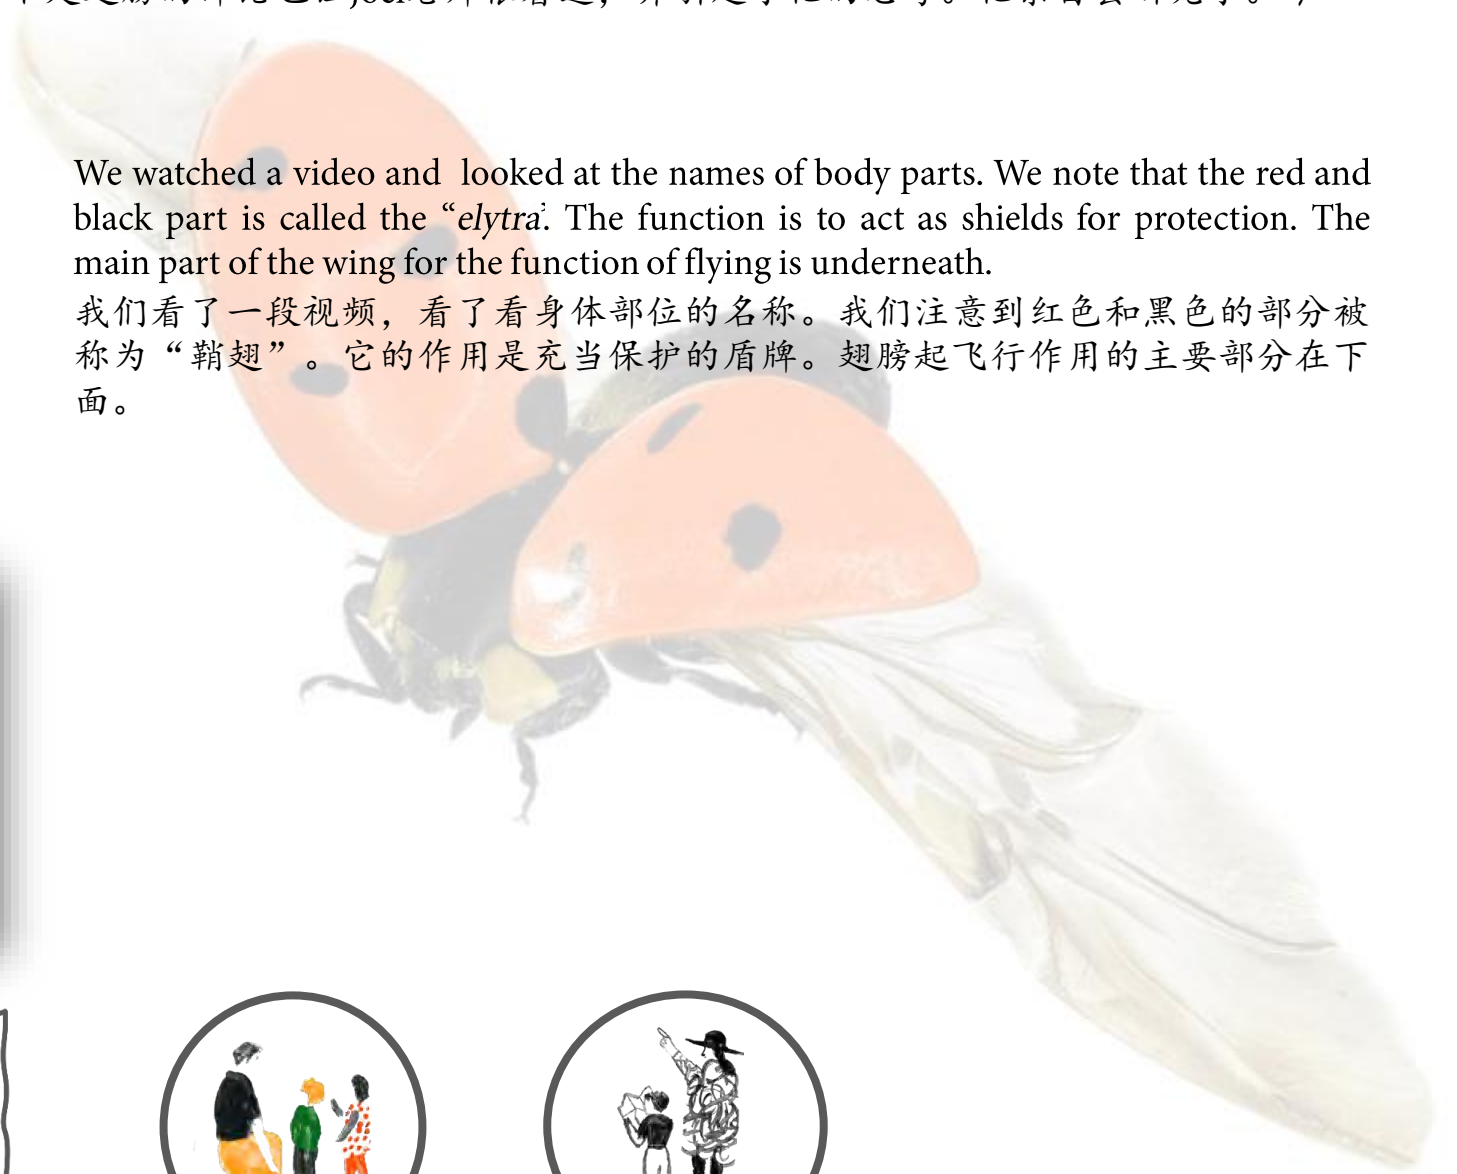 We watched a video and  looked at the names of body parts. We note that the red and
black part is called the “elytra’. The function is to act as shields for protection. The
main part of the wing for the function of flying is underneath.
我们看了一段视频，看了看身体部位的名称。我们注意到红色和黑色的部分被
称为“鞘翅”。它的作用是充当保护的盾牌。翅膀起飞行作用的主要部分在下
面。